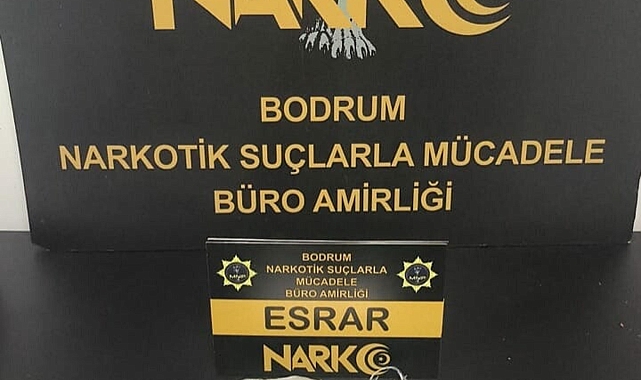 NARKO
BODRUM
NARKOTİK SUÇLARLA MÜCADELE
BÜRO AMİRLİĞİ
BODRUM
NARKOTİK SUÇLARLA
MÜCADELE
BÜRO AMİRLİĞİ
ESRAR
NARKO